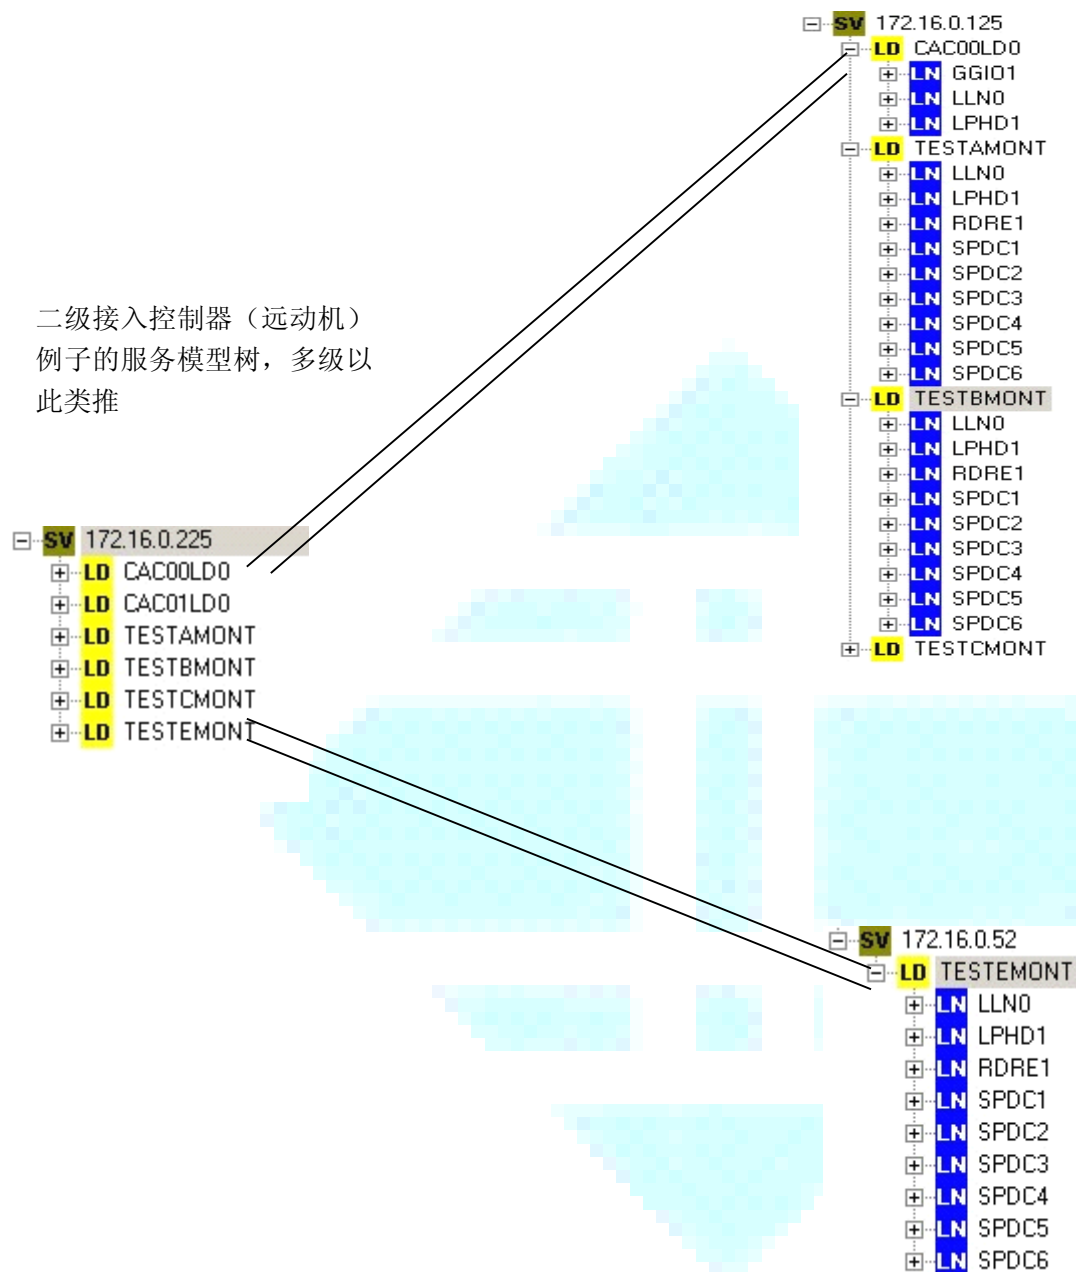 SV 172.16.0.125
LD CAC00LD0
LN GGIO1
LN LLN0
LN LPHD1
LD TESTAMONT
LN LLN0
LN LPHD1
LN RDRE1
LN SPDC1
LN SPDC2
LN SPDC3
LN SPDC4
LN SPDC5
LN SPDC6
LD TESTBMONT
LN LLN0
LN LPHD1
LN RDRE1
LN SPDC1
LN SPDC2
LN SPDC3
LN SPDC4
LN SPDC5
LN SPDC6
LD TESTCMONT
二级接入控制器（远动机）
例子的服务模型树，多级以
此类推
SV 172.16.0.225
LD CAC00LD0
LD CAC01LD0
LD TESTAMONT
LD TESTBMONT
LD TESTCMONT
LD TESTEMONT
SV 172.16.0.52
LD TESTEMONT
LN LLN0
LN LPHD1
LN RDRE1
LN SPDC1
LN SPDC2
LN SPDC3
LN SPDC4
LN SPDC5
LN SPDC6